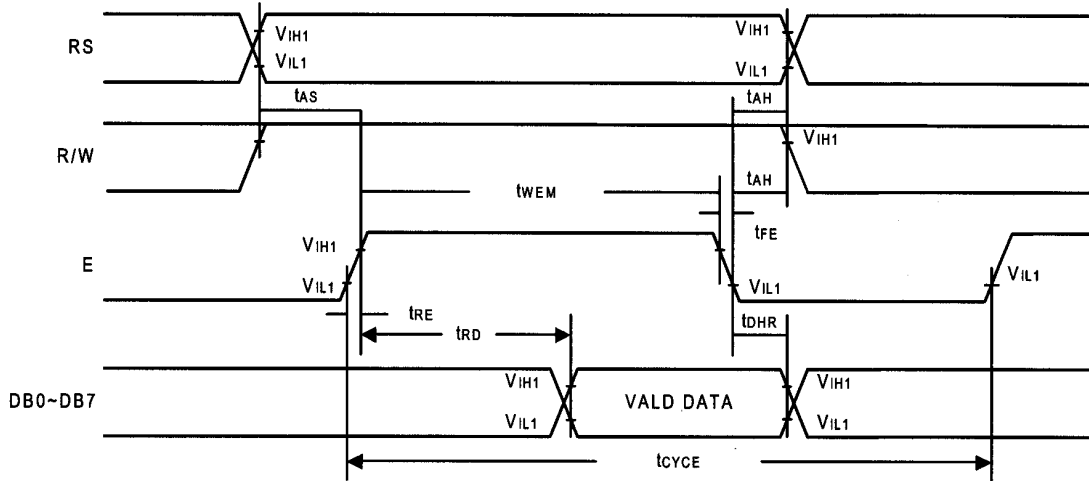 RS
VIH1
VIL1
VIH1
VIL1
tAS
tAH
R/W
VIH1
tWEM
tAH
tFE
E
VIH1
VIL1
VIL1
VIL1
tRE
tRD
tDHR
DB0~DB7
VIH1
VIL1
VALD DATA
VIH1
VIL1
tCYCE